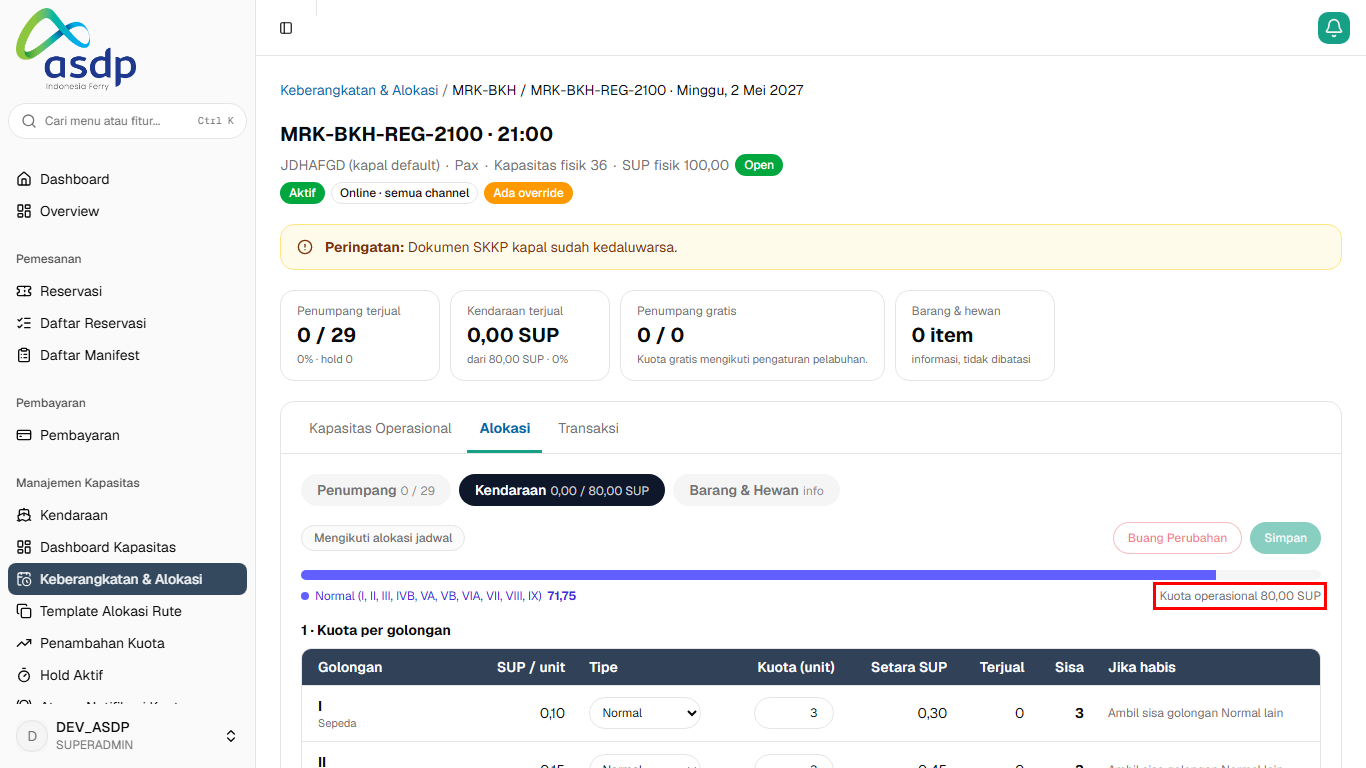 asdp
Indonesia Ferry
Cari menu atau fitur... Ctrl K
Dashboard
Overview
Pemesanan
Reservasi
Daftar Reservasi
Daftar Manifest
Pembayaran
Pembayaran
Manajemen Kapasitas
Kendaraan
Dashboard Kapasitas
Keberangkatan & Alokasi
Template Alokasi Rute
Penambahan Kuota
Hold Aktif
D
DEV_ASDP
SUPERADMIN
Keberangkatan & Alokasi / MRK-BKH / MRK-BKH-REG-2100 · Minggu, 2 Mei 2027
MRK-BKH-REG-2100 · 21:00
JDHAFGD (kapal default) · Pax · Kapasitas fisik 36 · SUP fisik 100,00 Open
Aktif Online · semua channel Ada override
Peringatan: Dokumen SKKP kapal sudah kedaluwarsa.
Penumpang terjual
0 / 29
0% · hold 0
Kendaraan terjual
0,00 SUP
dari 80,00 SUP · 0%
Penumpang gratis
0 / 0
Kuota gratis mengikuti pengaturan pelabuhan.
Barang & hewan
0 item
informasi, tidak dibatasi
Kapasitas Operasional Alokasi Transaksi
Penumpang 0 / 29 Kendaraan 0,00 / 80,00 SUP Barang & Hewan info
Mengikuti alokasi jadwal Buang Perubahan Simpan
Normal (I, II, III, IVB, VA, VB, VIA, VII, VIII, IX) 71,75 Kuota operasional 80,00 SUP
1 · Kuota per golongan
Golongan SUP / unit Tipe Kuota (unit) Setara SUP Terjual Sisa Jika habis
I 0,10 Normal 3 0,30 0 3 Ambil sisa golongan Normal lain
Sepeda
II